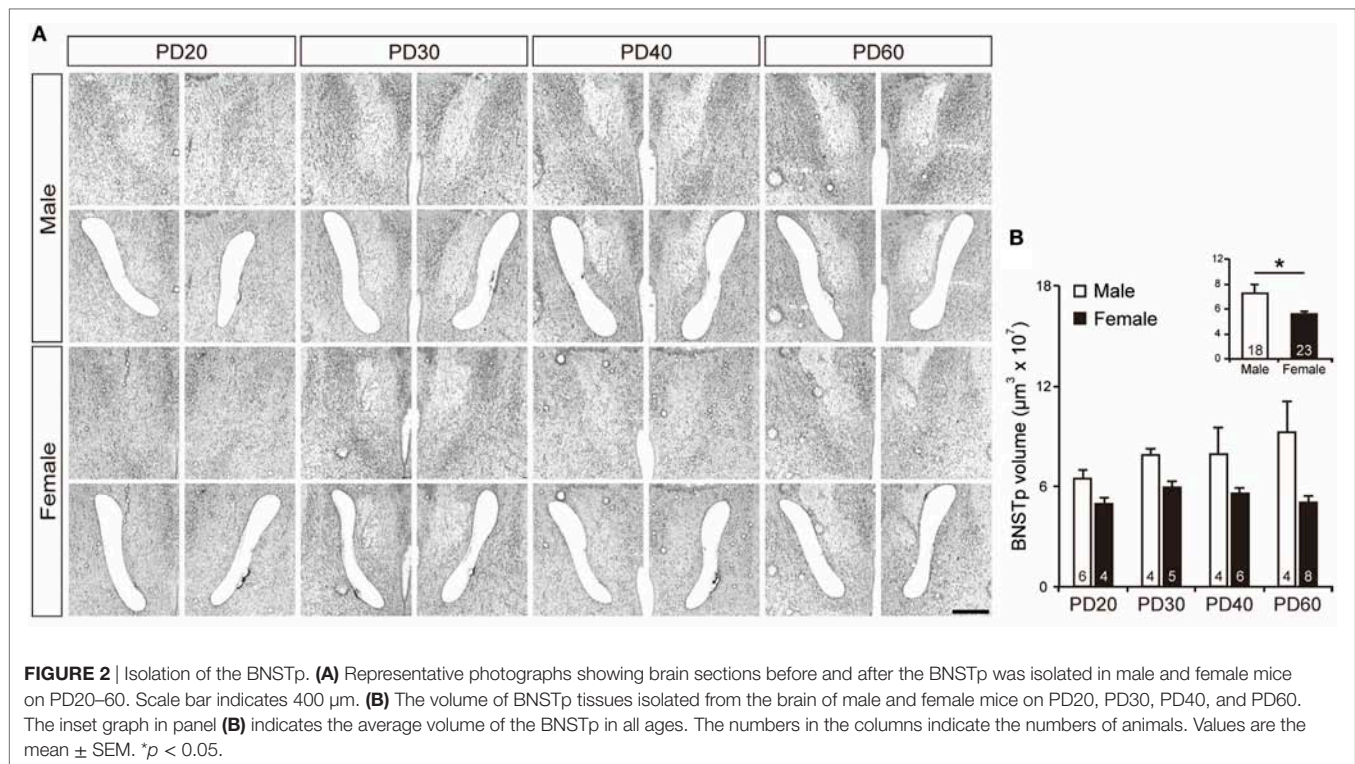 A
PD20 PD30 PD40 PD60
Male
Female
B
Male
Female
BNSTp volume (µm³ x 10⁷)
18
12
6
0
6 4 4 5 4 6 4 8
PD20 PD30 PD40 PD60
12
8
6
4
0
*
18 23
Male Female
FIGURE 2 | Isolation of the BNSTp. (A) Representative photographs showing brain sections before and after the BNSTp was isolated in male and female mice
on PD20–60. Scale bar indicates 400 µm. (B) The volume of BNSTp tissues isolated from the brain of male and female mice on PD20, PD30, PD40, and PD60.
The inset graph in panel (B) indicates the average volume of the BNSTp in all ages. The numbers in the columns indicate the numbers of animals. Values are the
mean ± SEM. *p < 0.05.